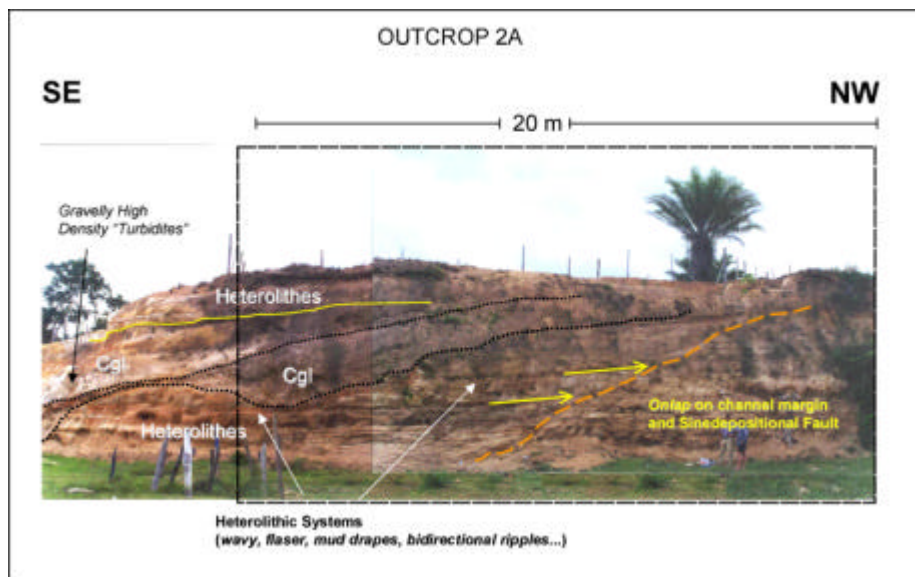 OUTCROP 2A
SE
NW
20 m
Gravelly High
Density "Turbidites"
Heterolithes
Cgl
Cgl
Heterolithes
Onlap on channel margin
and Sinedepositional Fault
Heterolithic Systems
(wavy, flaser, mud drapes, bidirectional ripples...)